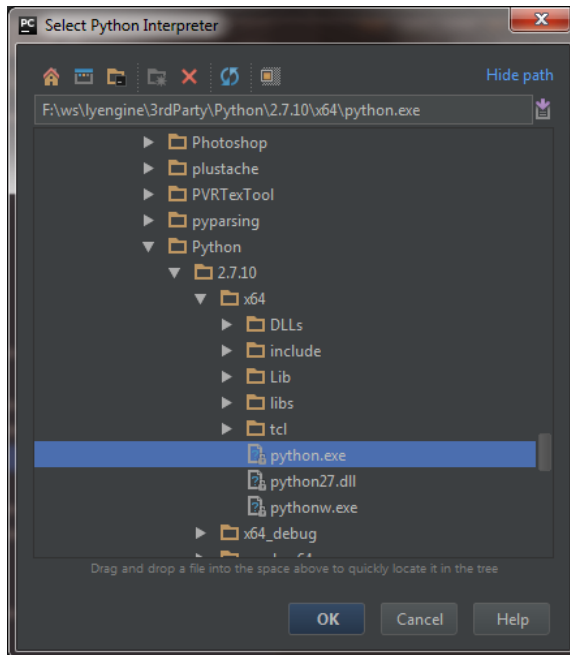 PC Select Python Interpreter
Hide path
F:\ws\lyengine\3rdParty\Python\2.7.10\x64\python.exe
Photoshop
plustache
PVRTexTool
pyparsing
Python
2.7.10
x64
DLLs
include
Lib
libs
tcl
python.exe
python27.dll
pythonw.exe
x64_debug
Drag and drop a file into the space above to quickly locate it in the tree
OK Cancel Help